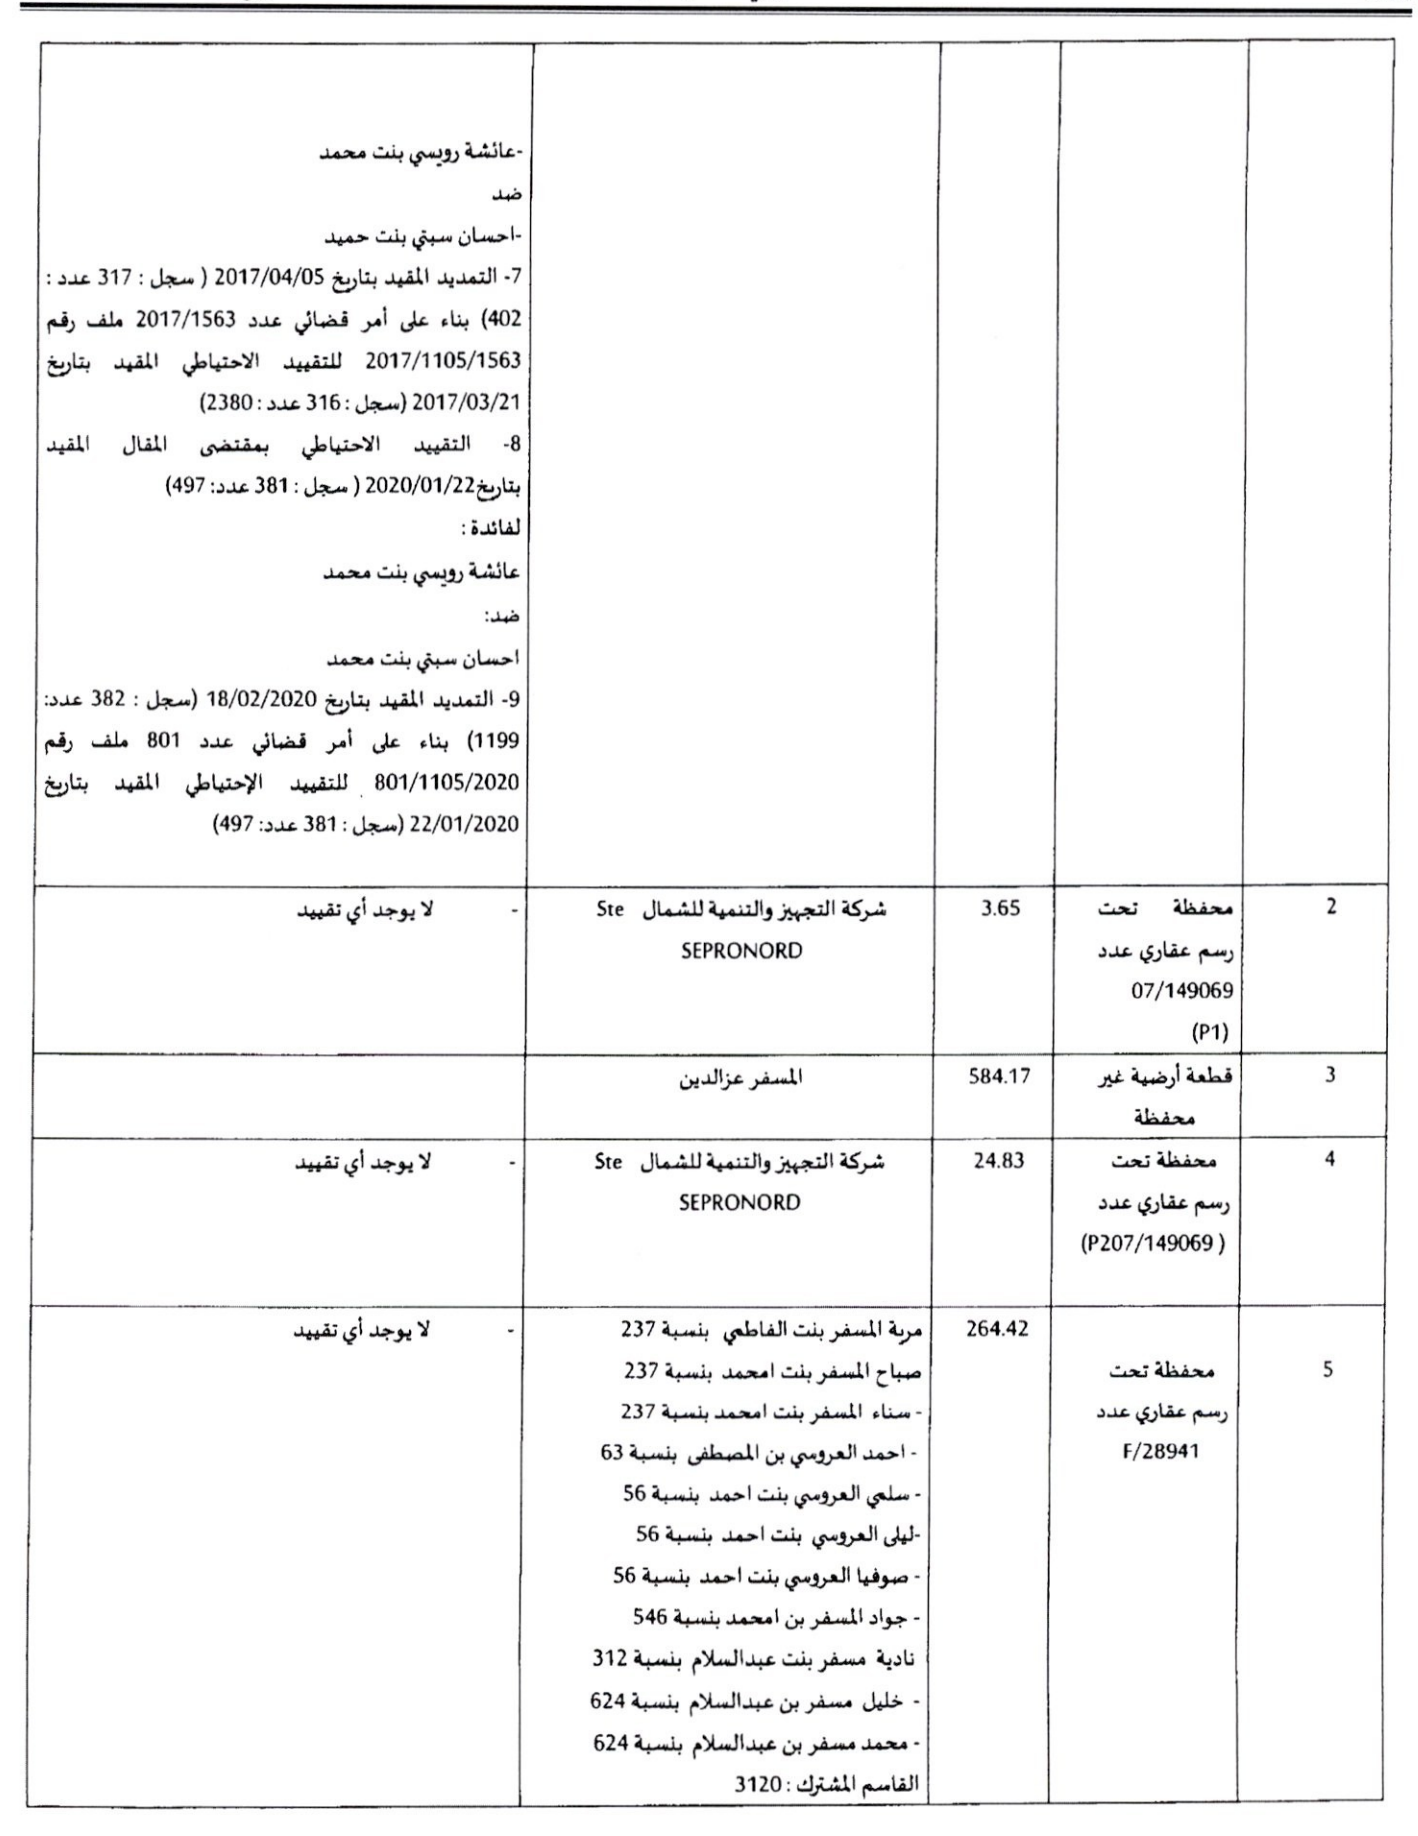 -عائشة رويسي بنت محمد
ضد
-احسان سبتي بنت حميد
7- التمديد المقيد بتاريخ 2017/04/05 ( سجل : 317 عدد :
402) بناء على أمر قضائي عدد 2017/1563 ملف رقم
2017/1105/1563 للتقييد الاحتياطي المقيد بتاريخ
2017/03/21 (سجل : 316 عدد : 2380)
8- التقييد الاحتياطي بمقتضى المقال المقيد
بتاريخ2020/01/22 ( سجل : 381 عدد: 497)
لفائدة :
عائشة رويسي بنت محمد
ضد:
احسان سبتي بنت محمد
9- التمديد المقيد بتاريخ 18/02/2020 (سجل : 382 عدد:
1199) بناء على أمر قضائي عدد 801 ملف رقم
801/1105/2020 للتقييد الإحتياطي المقيد بتاريخ
22/01/2020 (سجل : 381 عدد: 497)
2
محفظة تحت
رسم عقاري عدد
07/149069
(P1)
3.65
شركة التجهيز والتنمية للشمال Ste
SEPRONORD
- لا يوجد أي تقييد
3
قطعة أرضية غير
محفظة
584.17
المسفر عزالدين
4
محفظة تحت
رسم عقاري عدد
(P207/149069 )
24.83
شركة التجهيز والتنمية للشمال Ste
SEPRONORD
- لا يوجد أي تقييد
5
محفظة تحت
رسم عقاري عدد
F/28941
264.42
مربة المسفر بنت الفاطمي بنسبة 237
صباح المسفر بنت امحمد بنسبة 237
- سناء المسفر بنت امحمد بنسبة 237
- احمد العروسي بن المصطفى بنسبة 63
- سلمي العروسي بنت احمد بنسبة 56
-ليلى العروسي بنت احمد بنسبة 56
- صوفيا العروسي بنت احمد بنسبة 56
- جواد المسفر بن امحمد بنسبة 546
نادية مسفر بنت عبدالسلام بنسبة 312
- خليل مسفر بن عبدالسلام بنسبة 624
- محمد مسفر بن عبدالسلام بنسبة 624
القاسم المشترك : 3120
- لا يوجد أي تقييد